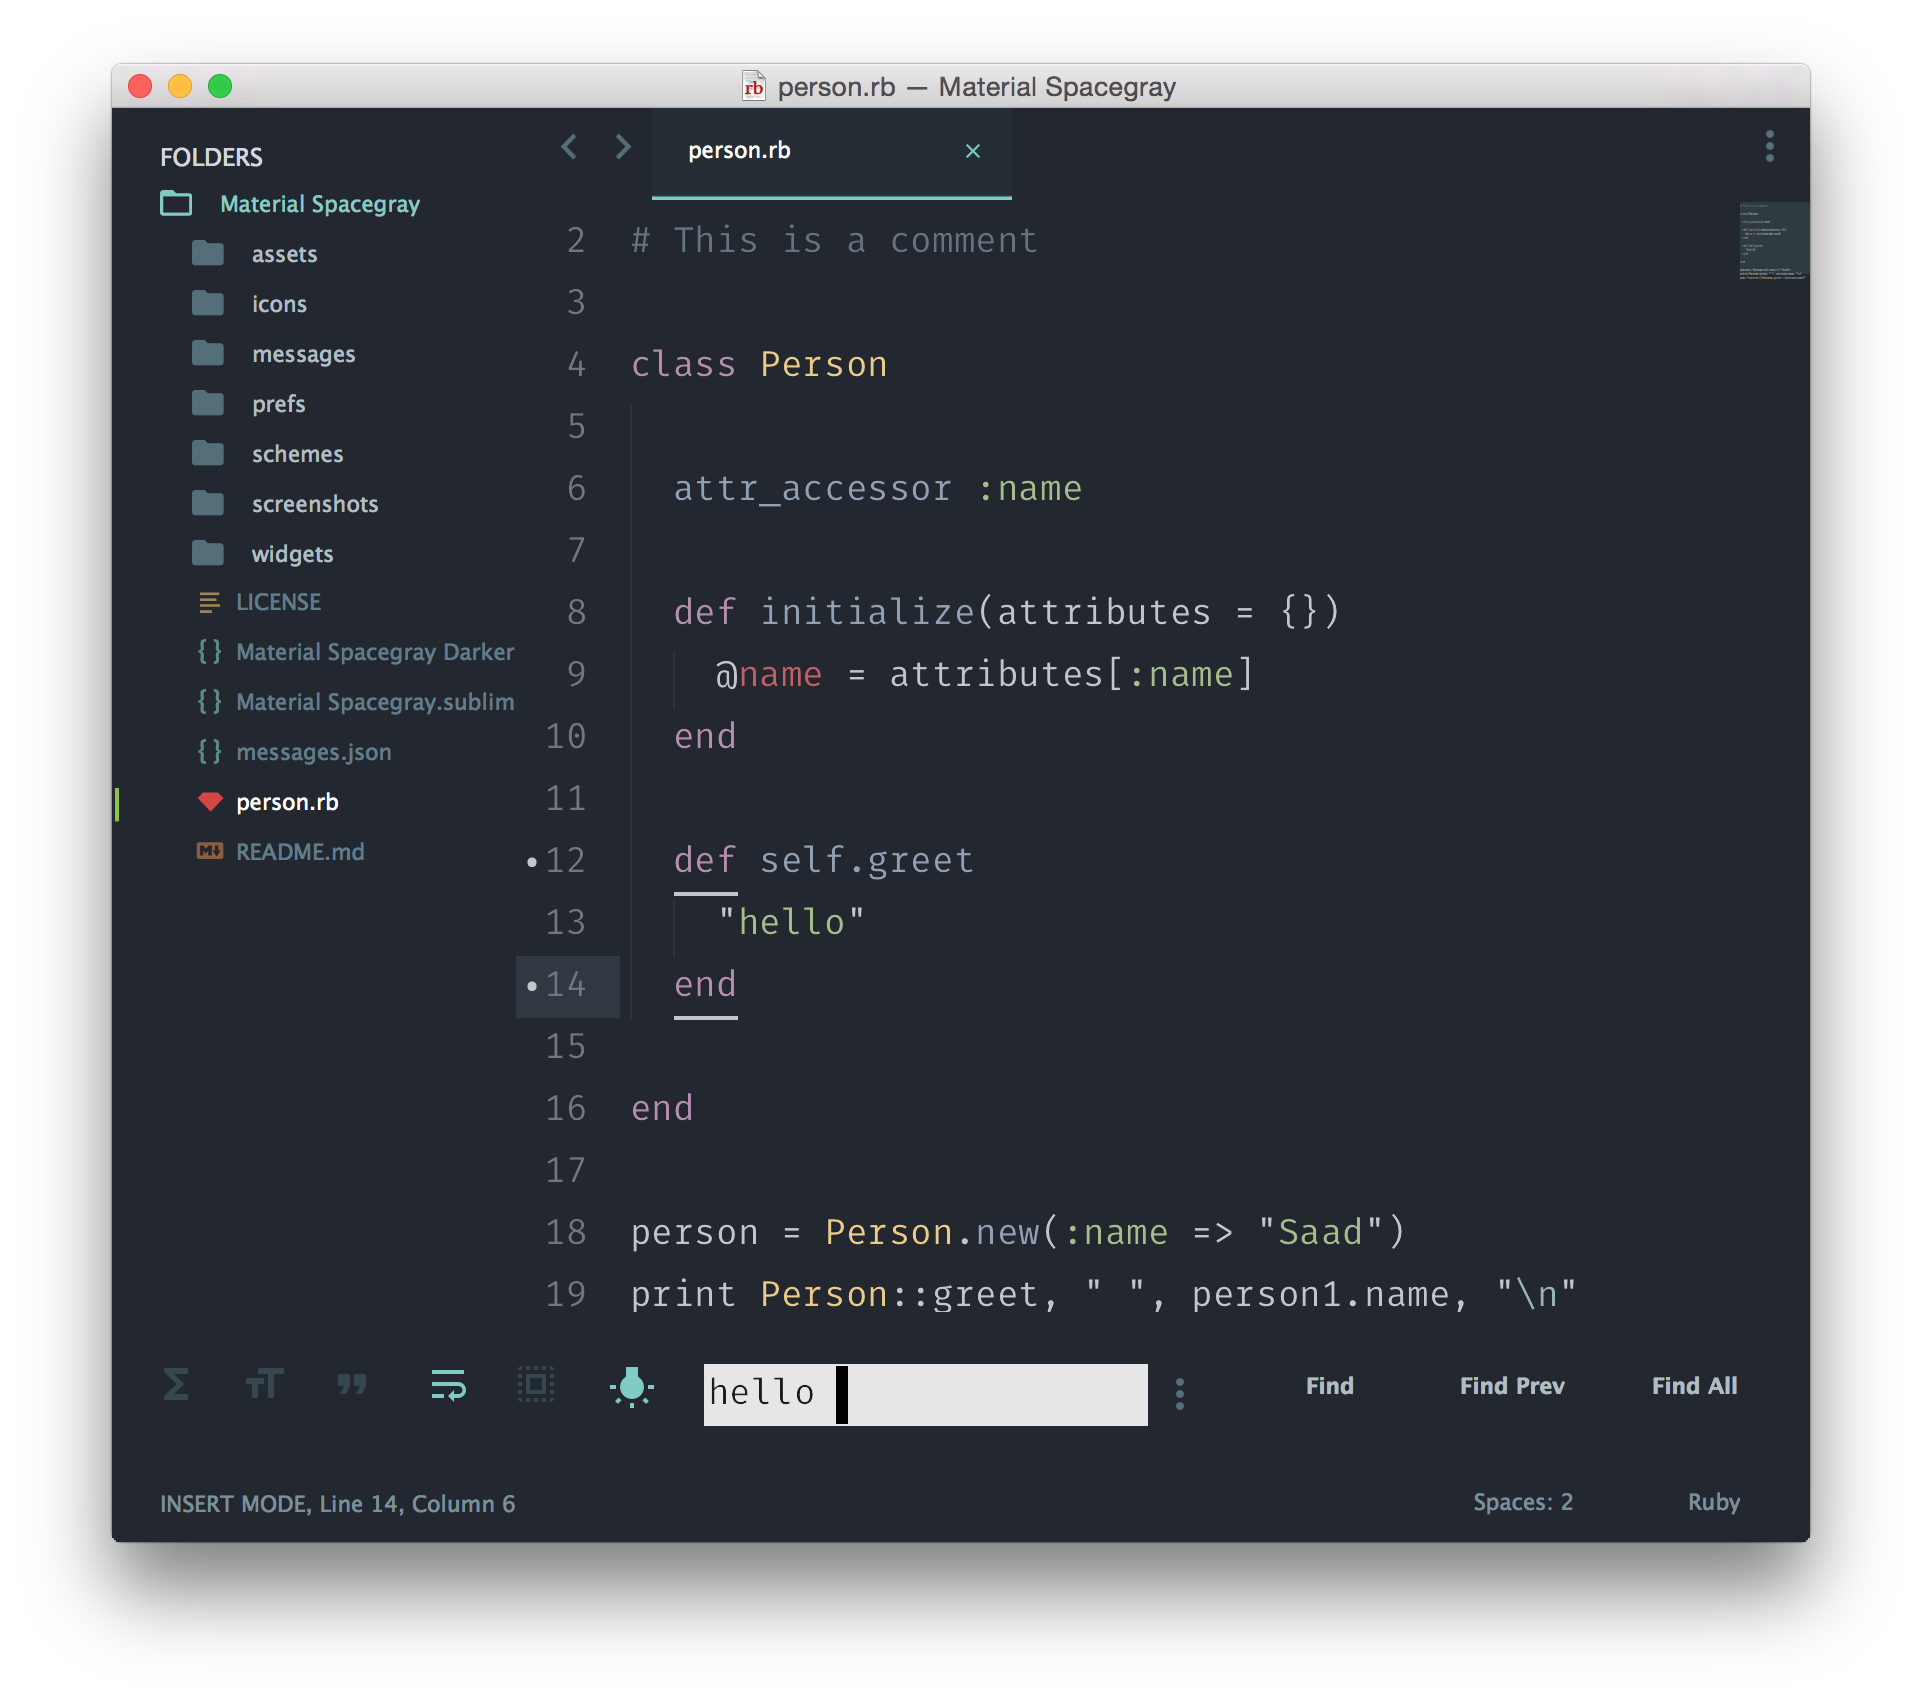 person.rb — Material Spacegray
FOLDERS
Material Spacegray
assets
icons
messages
prefs
schemes
screenshots
widgets
LICENSE
Material Spacegray Darker
Material Spacegray.sublim
messages.json
person.rb
README.md
person.rb ×
2 # This is a comment
3
4 class Person
5
6   attr_accessor :name
7
8   def initialize(attributes = {})
9     @name = attributes[:name]
10   end
11
12   def self.greet
13     "hello"
14   end
15
16 end
17
18 person = Person.new(:name => "Saad")
19 print Person::greet, " ", person1.name, "\n"
hello
Find Find Prev Find All
INSERT MODE, Line 14, Column 6 Spaces: 2 Ruby